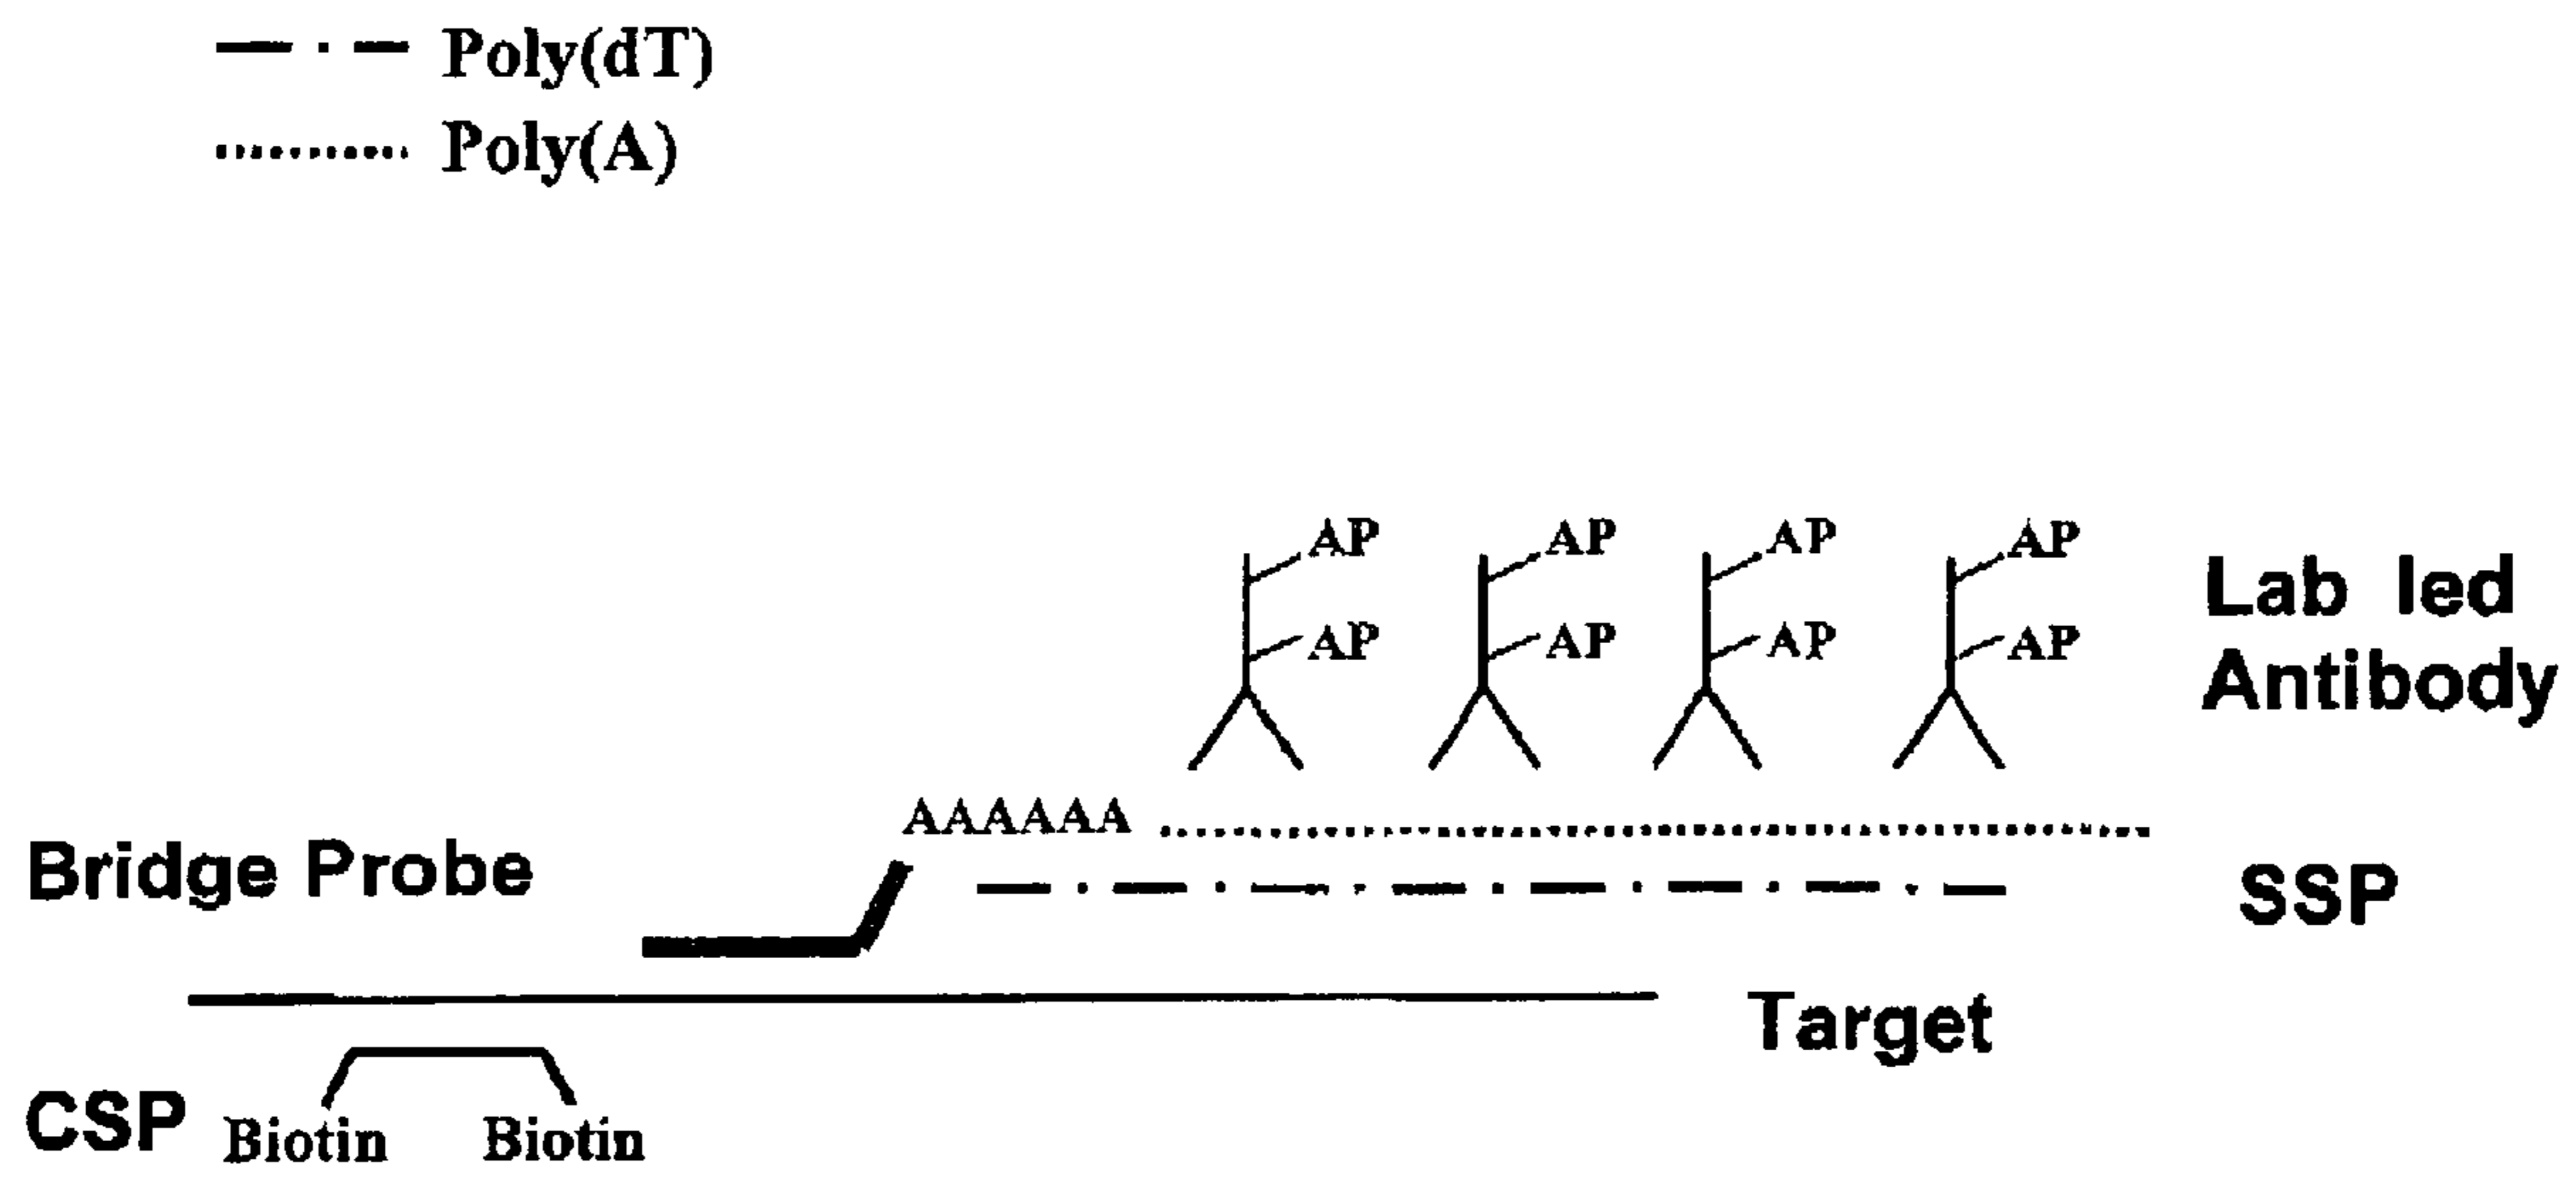 Poly(dT)
Poly(A)
AP AP AP AP
AP AP AP AP
Lab led
Antibody
AAAAAA
Bridge Probe
SSP
Target
CSP
Biotin Biotin